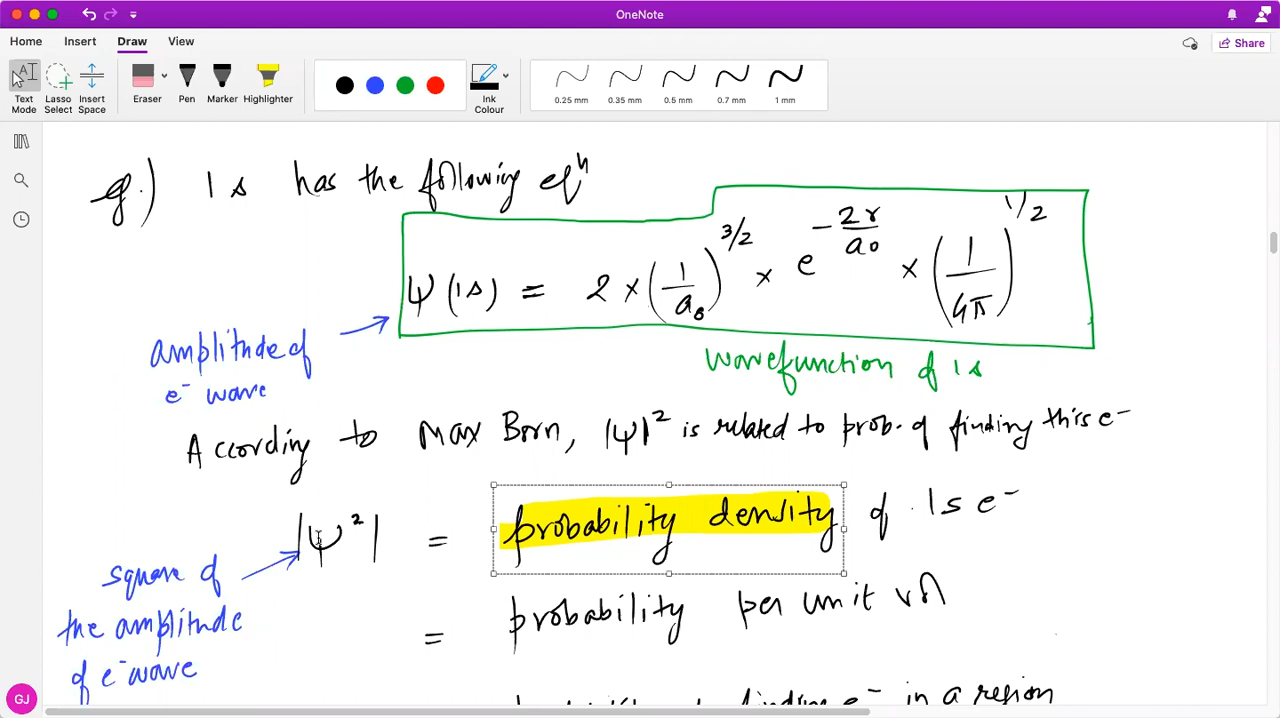 OneNote
Home Insert Draw View
Share
Text Mode
Lasso Select
Insert Space
Eraser
Pen
Marker
Highlighter
Ink Colour
0.25 mm 0.35 mm 0.5 mm 0.7 mm 1 mm
eg.) 1s has the following eqⁿ
ψ(1s) = 2 × (1/a₀)^3/2 × e^-2r/a₀ × (1/4π)^1/2
wavefunction of 1s
amplitude of
e⁻ wave
According to Max Born, |ψ|² is related to prob. of finding this e⁻
|ψ²| = probability density of 1s e⁻
square of
the amplitude
of e⁻ wave
= probability per unit vol
finding e⁻ in a region
GJ